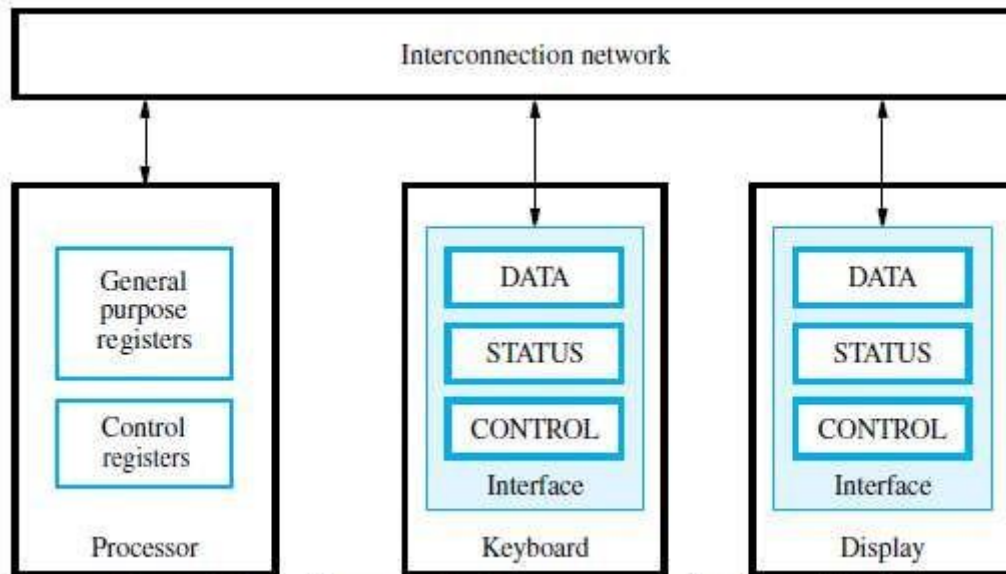 Interconnection network
General
purpose
registers
Control
registers
Processor
DATA
STATUS
CONTROL
Interface
Keyboard
DATA
STATUS
CONTROL
Interface
Display